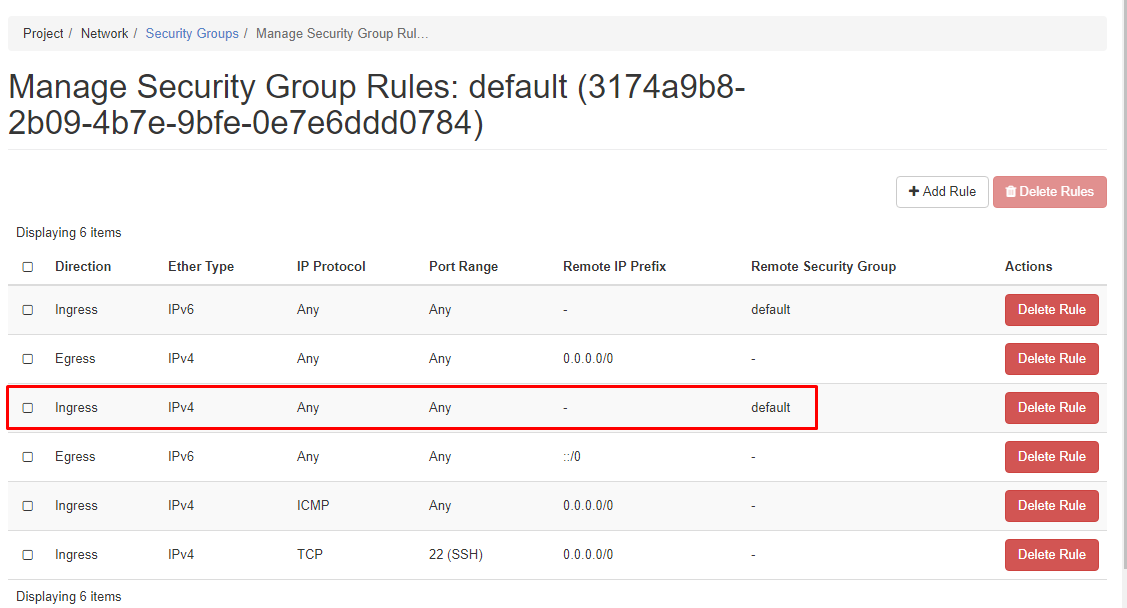 Project / Network / Security Groups / Manage Security Group Rul…
Manage Security Group Rules: default (3174a9b8-
2b09-4b7e-9bfe-0e7e6ddd0784)
Add Rule Delete Rules
Displaying 6 items
Direction Ether Type IP Protocol Port Range Remote IP Prefix Remote Security Group Actions
Ingress IPv6 Any Any - default Delete Rule
Egress IPv4 Any Any 0.0.0.0/0 - Delete Rule
Ingress IPv4 Any Any - default Delete Rule
Egress IPv6 Any Any ::/0 - Delete Rule
Ingress IPv4 ICMP Any 0.0.0.0/0 - Delete Rule
Ingress IPv4 TCP 22 (SSH) 0.0.0.0/0 - Delete Rule
Displaying 6 items